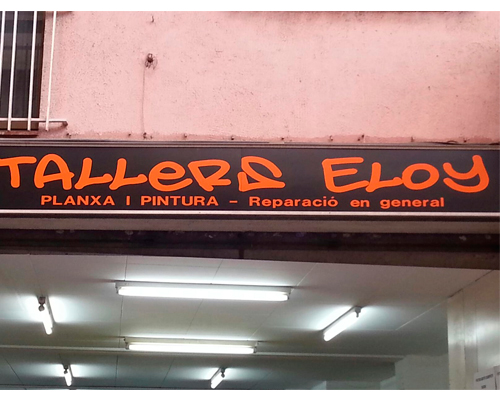 TALLERS ELOY
PLANXA I PINTURA - Reparació en general